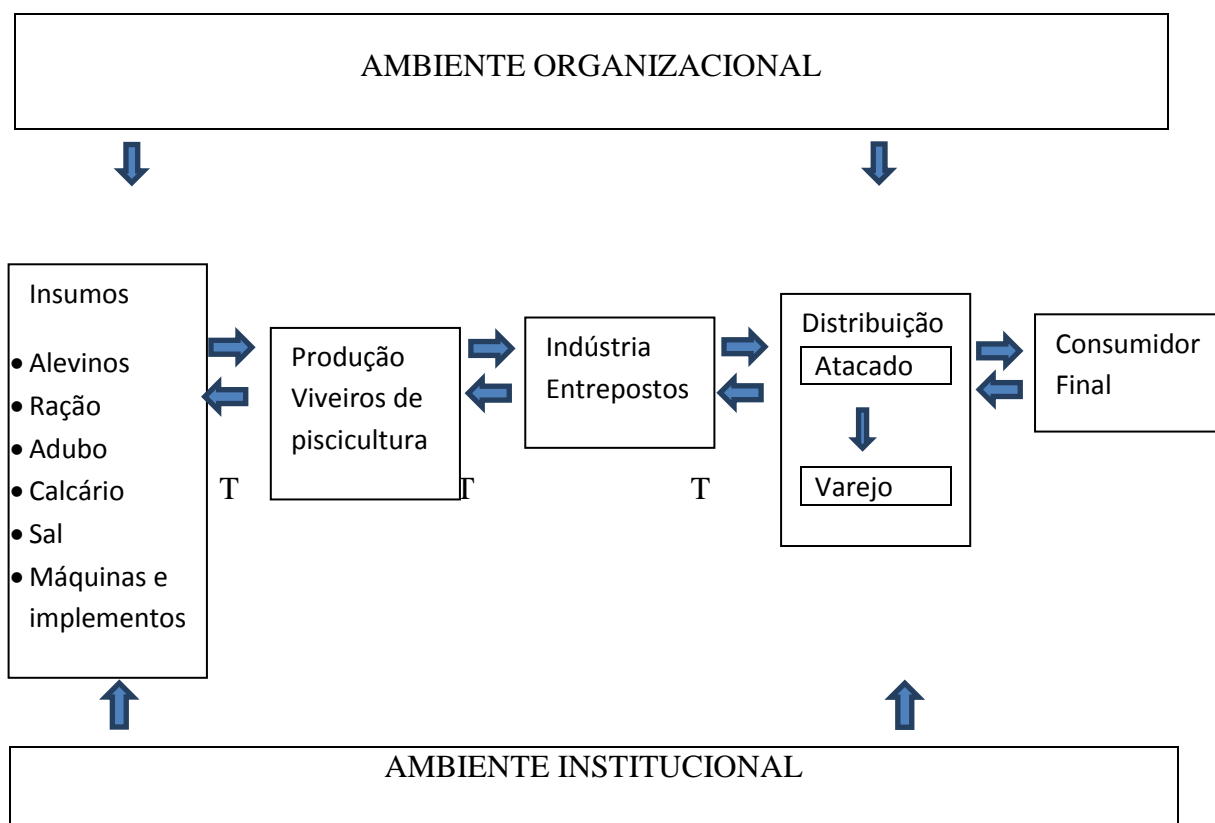 AMBIENTE ORGANIZACIONAL
Insumos
• Alevinos
• Ração
• Adubo
• Calcário
• Sal
• Máquinas e
implementos
T
Produção
Viveiros de
piscicultura
T
Indústria
Entrepostos
T
Distribuição
Atacado
Varejo
Consumidor
Final
AMBIENTE INSTITUCIONAL